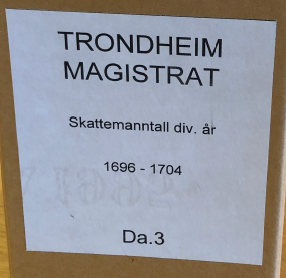 TRONDHEIM
MAGISTRAT
Skattemanntall div. år
1696 - 1704
Da.3